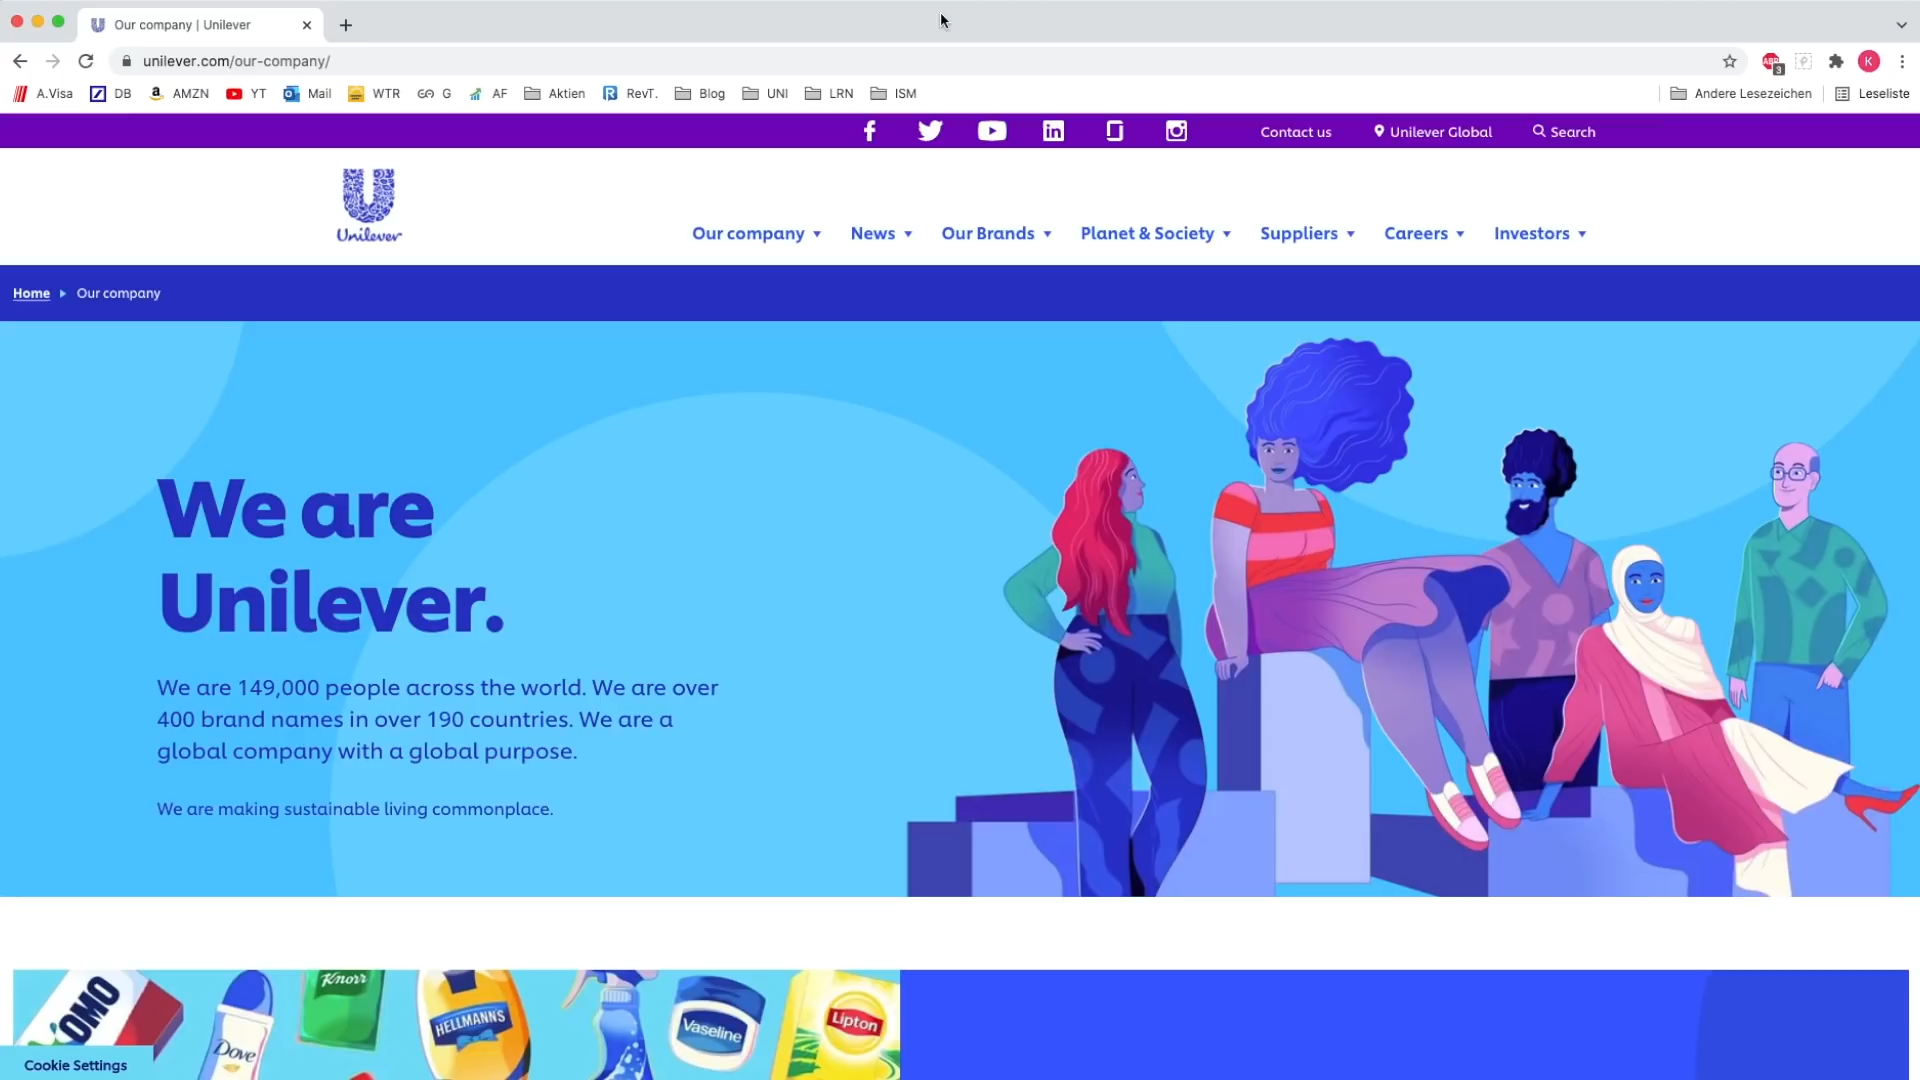 Our company | Unilever
unilever.com/our-company/
ABP
3
K
A.Visa DB AMZN YT Mail WTR G AF Aktien RevT. Blog UNI LRN ISM Andere Lesezeichen Leseliste
Contact us Unilever Global Search
Unilever
Our company News Our Brands Planet & Society Suppliers Careers Investors
Home Our company
We are
Unilever.
We are 149,000 people across the world. We are over
400 brand names in over 190 countries. We are a
global company with a global purpose.
We are making sustainable living commonplace.
OMO
Dove
Knorr
HELLMANN'S
Vaseline
Lipton
Cookie Settings